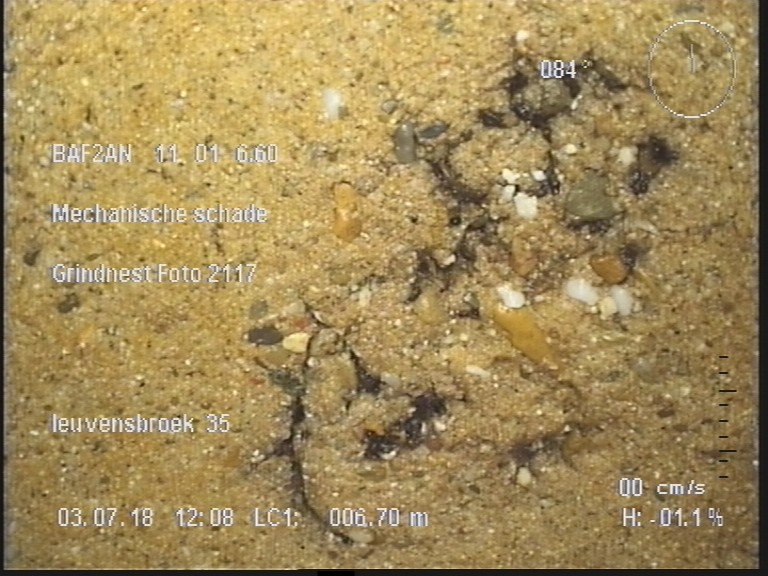 084°
BAF2AN 11, 01 6.60
Mechanische schade
Grindnest Foto 2117
leuvensbroek 35
00 cm/s
03.07.18 12:08 LC1: 006.70 m H: -01.1 %